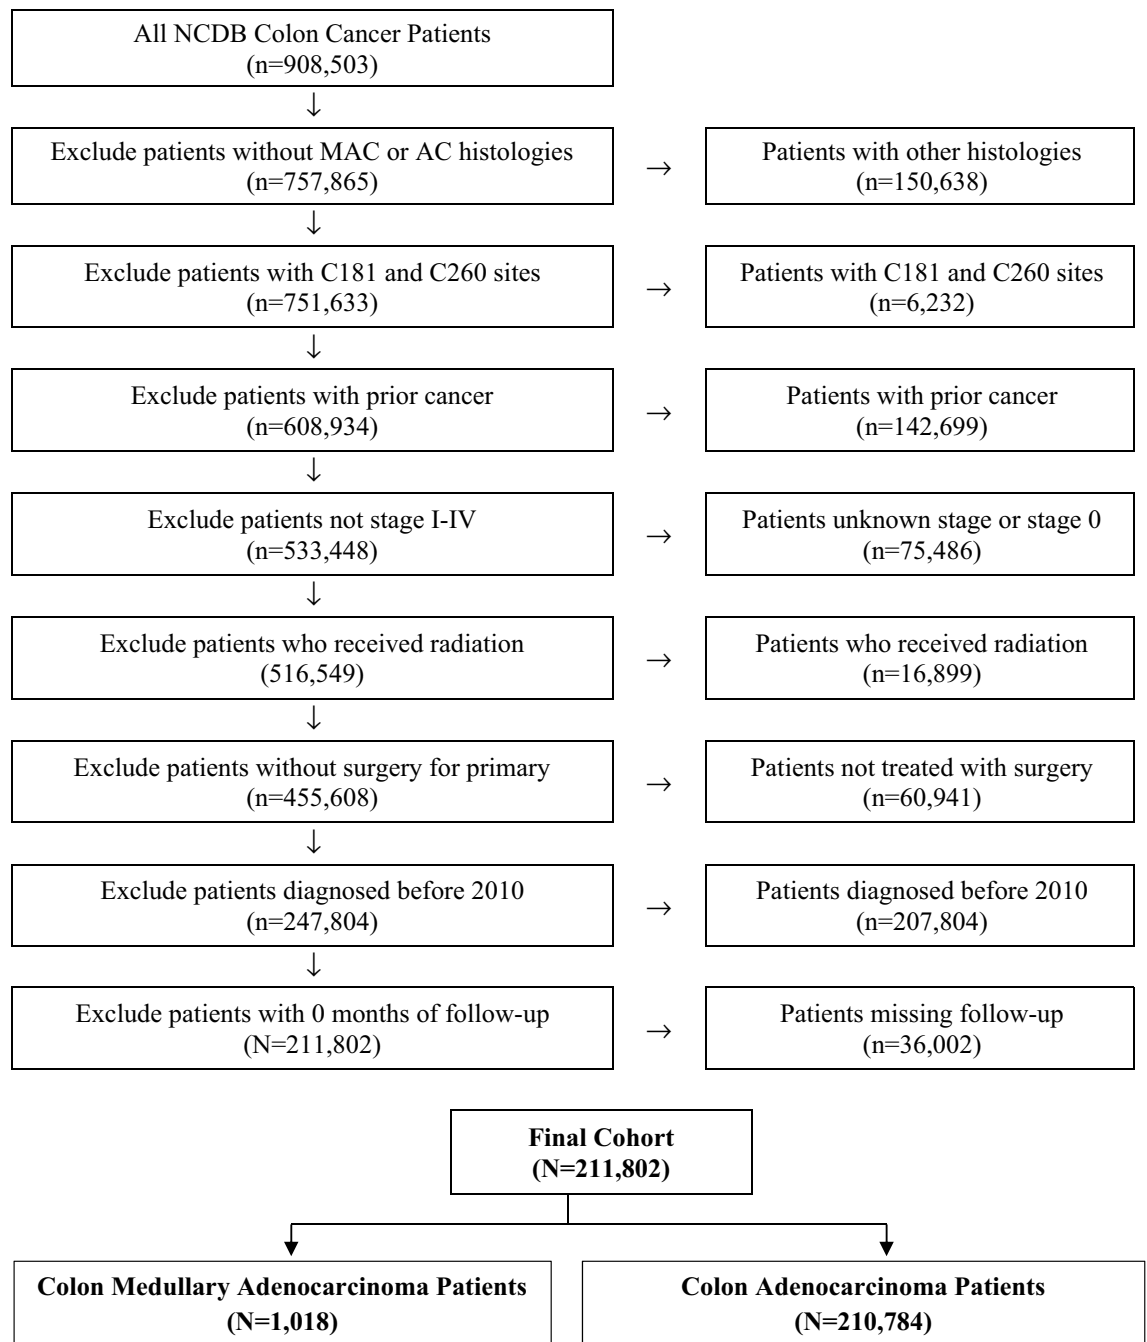 All NCDB Colon Cancer Patients
(n=908,503)
↓
Exclude patients without MAC or AC histologies
(n=757,865)
→
Patients with other histologies
(n=150,638)
↓
Exclude patients with C181 and C260 sites
(n=751,633)
→
Patients with C181 and C260 sites
(n=6,232)
↓
Exclude patients with prior cancer
(n=608,934)
→
Patients with prior cancer
(n=142,699)
↓
Exclude patients not stage I-IV
(n=533,448)
→
Patients unknown stage or stage 0
(n=75,486)
↓
Exclude patients who received radiation
(516,549)
→
Patients who received radiation
(n=16,899)
↓
Exclude patients without surgery for primary
(n=455,608)
→
Patients not treated with surgery
(n=60,941)
↓
Exclude patients diagnosed before 2010
(n=247,804)
→
Patients diagnosed before 2010
(n=207,804)
↓
Exclude patients with 0 months of follow-up
(N=211,802)
→
Patients missing follow-up
(n=36,002)
Final Cohort
(N=211,802)
Colon Medullary Adenocarcinoma Patients
(N=1,018)
Colon Adenocarcinoma Patients
(N=210,784)